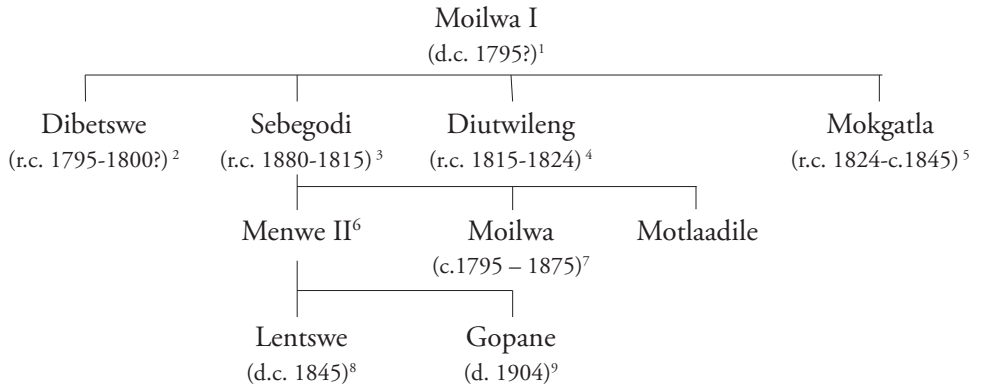 Moilwa I
(d.c. 1795?)¹
Dibetswe Sebegodi Diutwileng Mokgatla
(r.c. 1795-1800?) ² (r.c. 1880-1815) ³ (r.c. 1815-1824) ⁴ (r.c. 1824-c.1845) ⁵
Menwe II⁶ Moilwa Motlaadile
(c.1795 – 1875)⁷
Lentswe Gopane
(d.c. 1845)⁸ (d. 1904)⁹